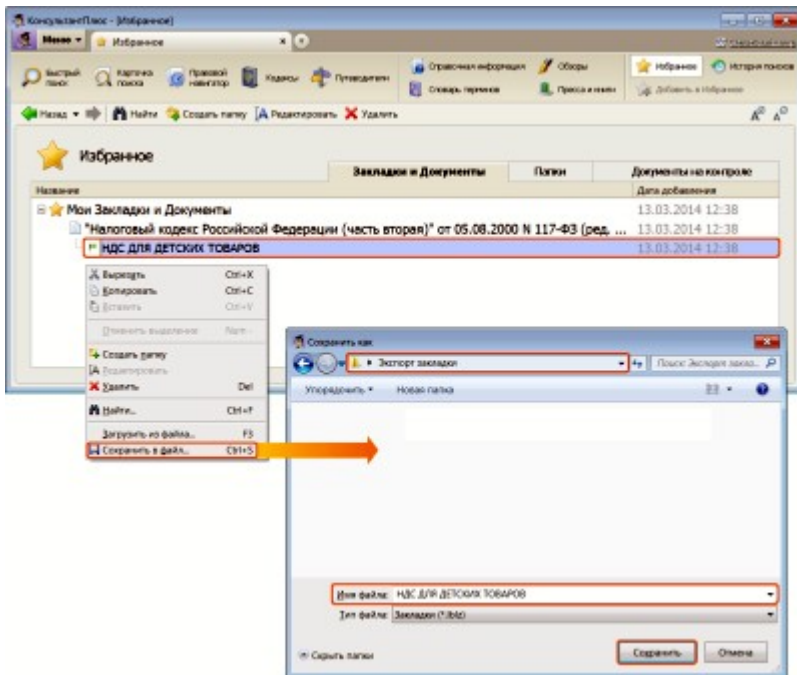 КонсультантПлюс - [Избранное]
Меню Избранное
Быстрый поиск Карточка поиска Правовой навигатор Кодексы Путеводители Справочная информация Словарь терминов Обзоры Пресса и книги Избранное Добавить в Избранное История поисков
Назад Найти Создать папку Редактировать Удалить
Избранное
Закладки и Документы Папки Документы на контроле
Название Дата добавления
Мои Закладки и Документы 13.03.2014 12:38
"Налоговый кодекс Российской Федерации (часть вторая)" от 05.08.2000 N 117-ФЗ (ред. ... 13.03.2014 12:38
НДС ДЛЯ ДЕТСКИХ ТОВАРОВ 13.03.2014 12:38
Вырезать Ctrl+X
Копировать Ctrl+C
Вставить Ctrl+V
Отменить выделение
Создать папку
Редактировать
Удалить Del
Найти... Ctrl+F
Загрузить из файла... F3
Сохранить в файл... Ctrl+S
Сохранить как
Экспорт закладки
Поиск: Экспорт закла...
Упорядочить Новая папка
Имя файла: НДС ДЛЯ ДЕТСКИХ ТОВАРОВ
Тип файла: Закладки
Скрыть папки Сохранить Отмена